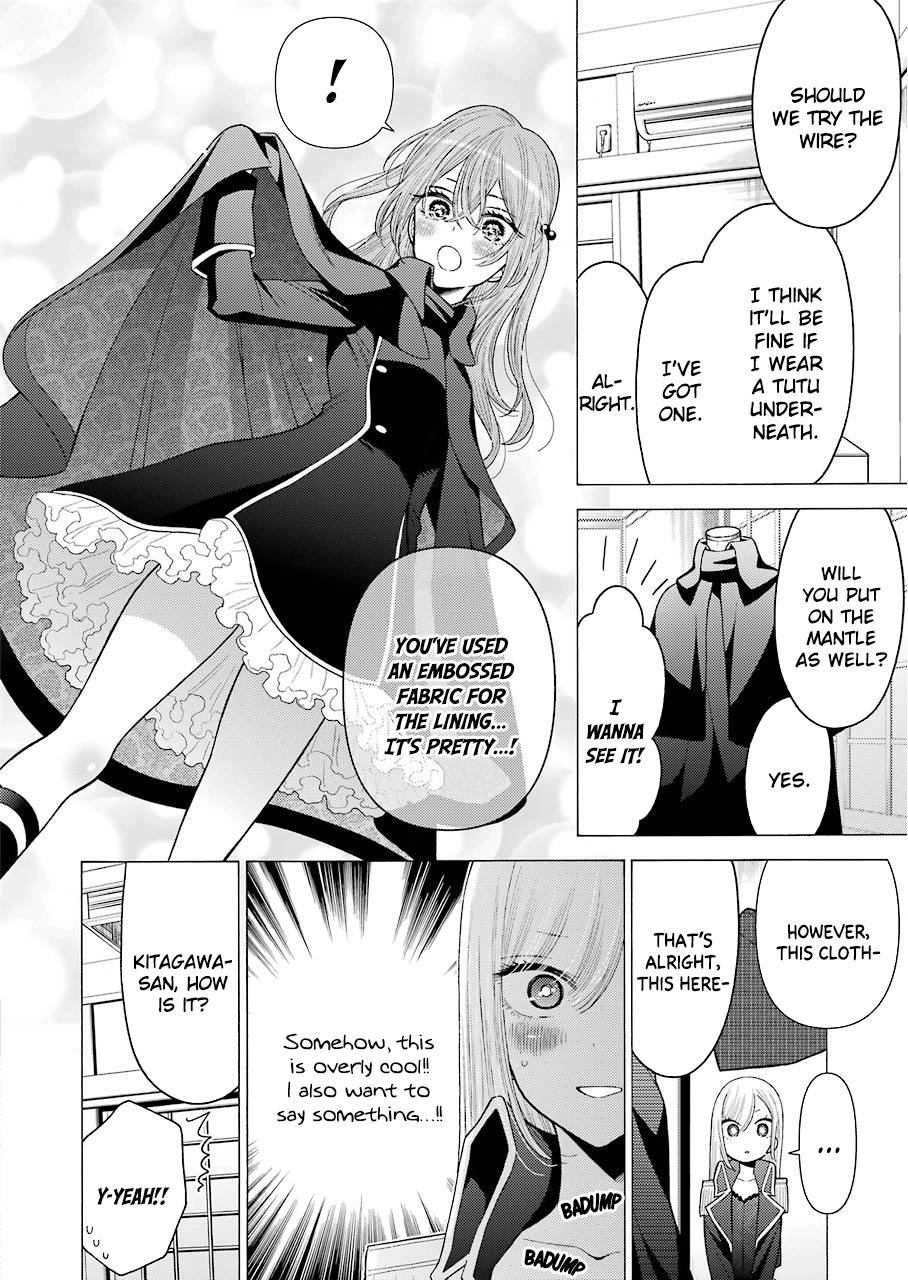 SHOULD
WE TRY THE
WIRE?
I THINK
IT'LL BE
FINE IF
I WEAR
A TUTU
UNDER-
NEATH.
I'VE
GOT
ONE.
AL-
RIGHT.
WILL
YOU PUT
ON THE
MANTLE
AS WELL?
YES.
I
WANNA
SEE IT!
!
YOU'VE USED
AN EMBOSSED
FABRIC FOR
THE LINING...
IT'S PRETTY...!
HOWEVER,
THIS CLOTH-
...
THAT'S
ALRIGHT,
THIS HERE-
BADUMP
BADUMP
Somehow, this
is overly cool!!
I also want to
say something...!!
KITAGAWA-
SAN, HOW
IS IT?
Y-YEAH!!